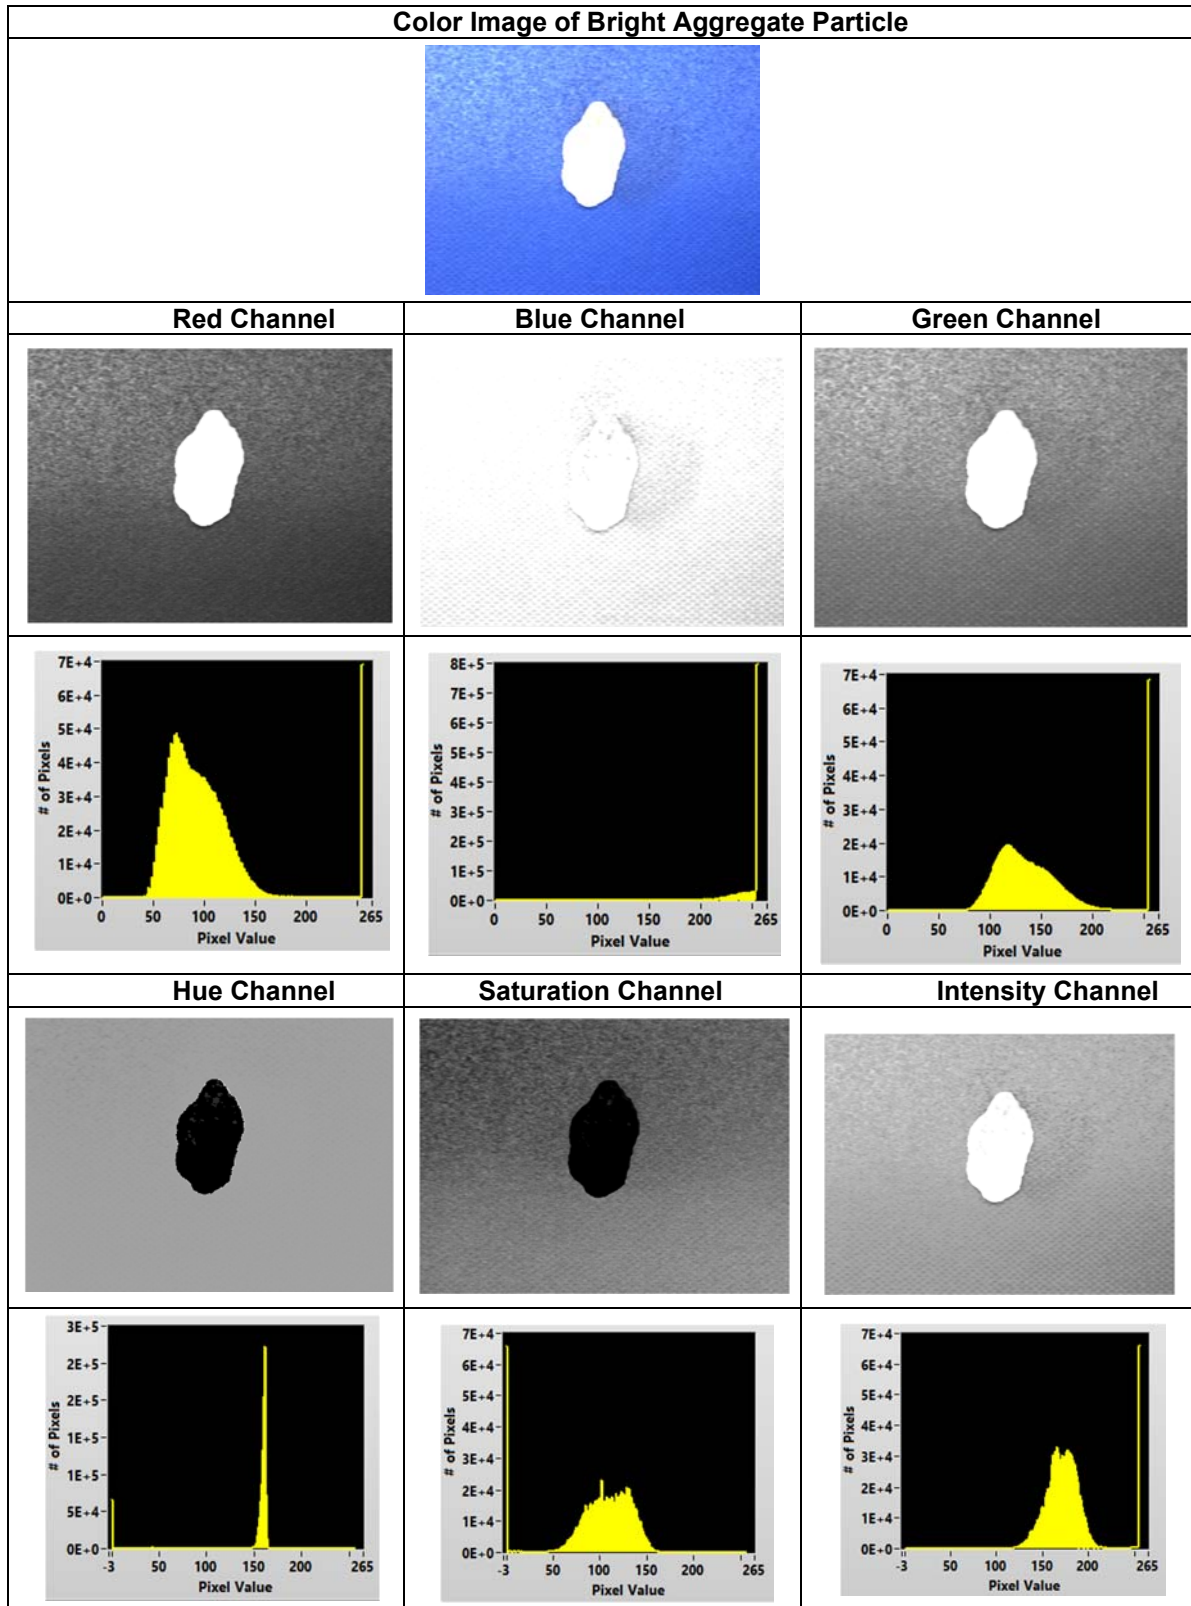 Color Image of Bright Aggregate Particle
Red Channel
Blue Channel
Green Channel
7E+4
6E+4
5E+4
4E+4
3E+4
2E+4
1E+4
0E+0
# of Pixels
0 50 100 150 200 265
Pixel Value
8E+5
7E+5
6E+5
5E+5
4E+5
3E+5
2E+5
1E+5
0E+0
# of Pixels
0 50 100 150 200 265
Pixel Value
7E+4
6E+4
5E+4
4E+4
3E+4
2E+4
1E+4
0E+0
# of Pixels
0 50 100 150 200 265
Pixel Value
Hue Channel
Saturation Channel
Intensity Channel
3E+5
2E+5
2E+5
1E+5
1E+5
5E+4
0E+0
# of Pixels
-3 50 100 150 200 265
Pixel Value
7E+4
6E+4
5E+4
4E+4
3E+4
2E+4
1E+4
0E+0
# of Pixels
-3 50 100 150 200 265
Pixel Value
7E+4
6E+4
5E+4
4E+4
3E+4
2E+4
1E+4
0E+0
# of Pixels
-3 50 100 150 200 265
Pixel Value